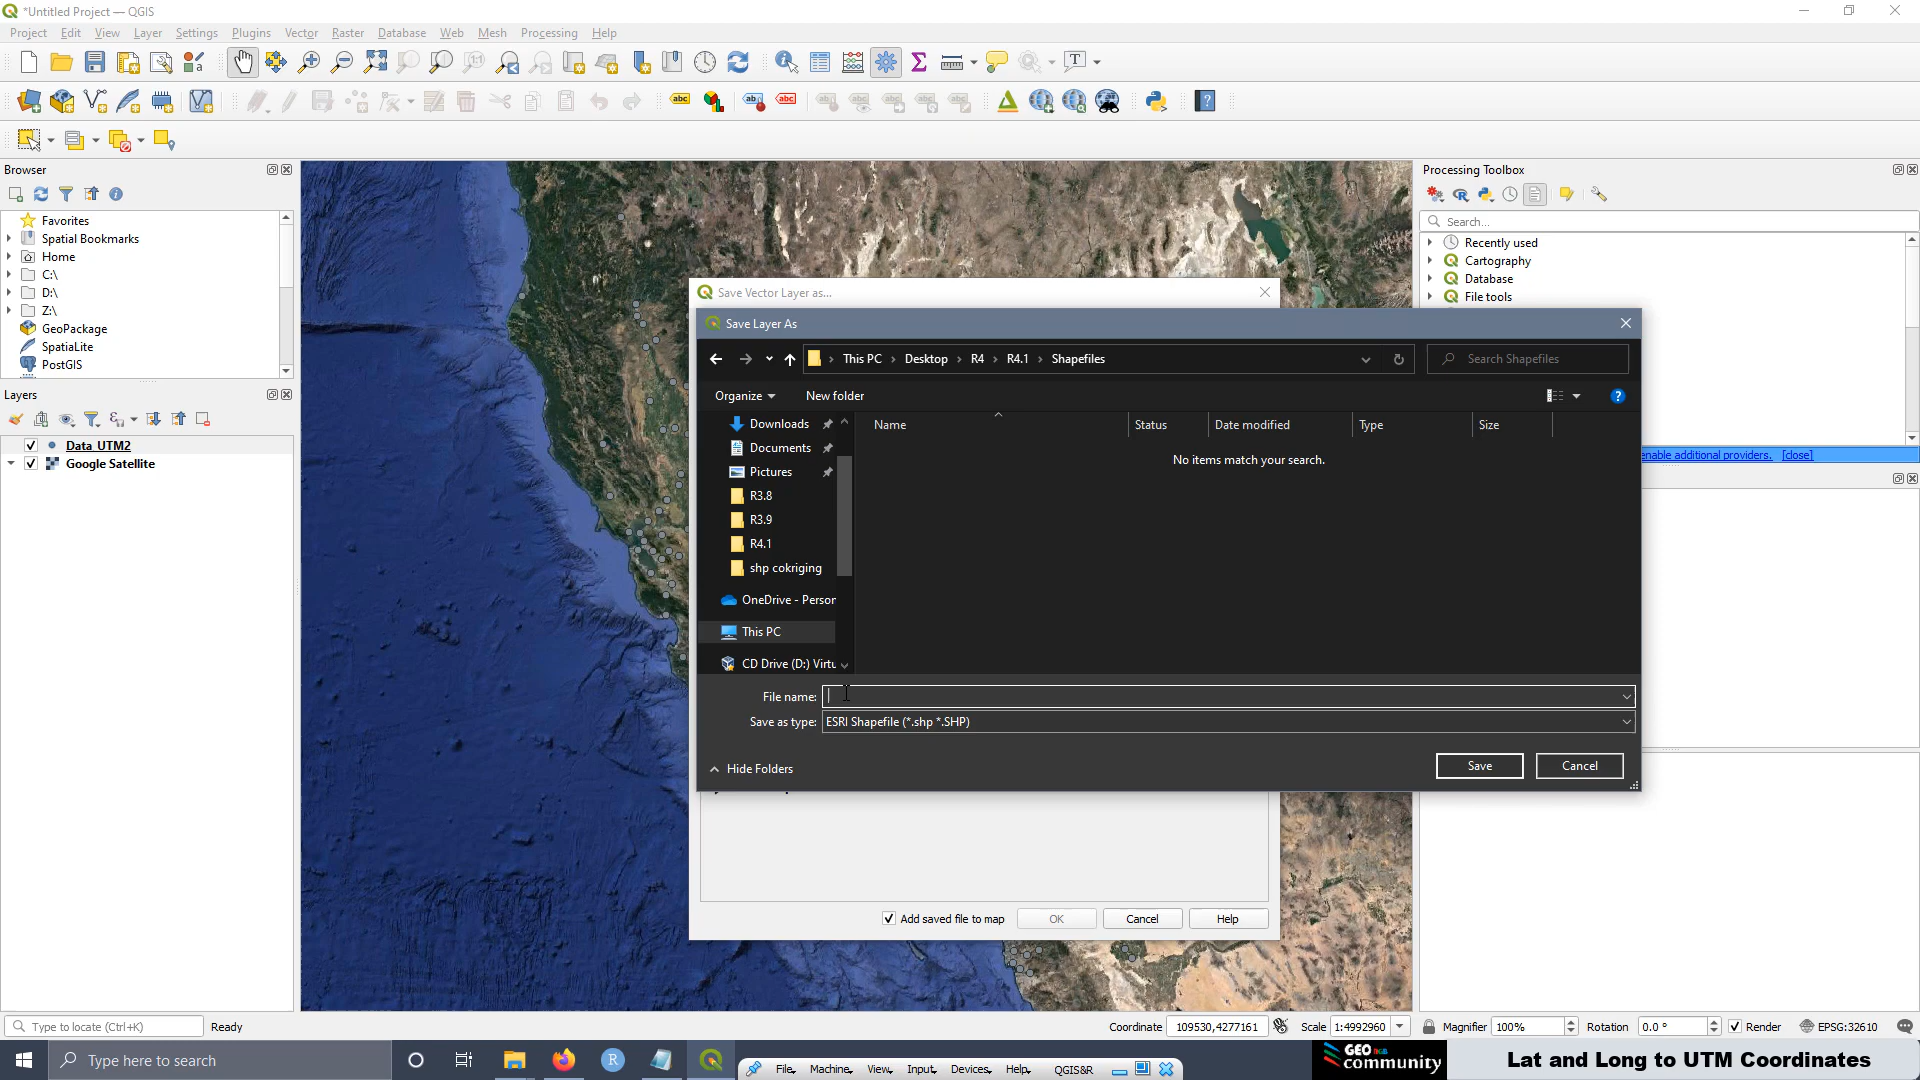 *Untitled Project — QGIS
Project Edit View Layer Settings Plugins Vector Raster Database Web Mesh Processing Help
Browser
Favorites
Spatial Bookmarks
Home
C:\
D:\
Z:\
GeoPackage
SpatiaLite
PostGIS
Layers
Data UTM2
Google Satellite
Save Vector Layer as...
Save Layer As
This PC > Desktop > R4 > R4.1 > Shapefiles
Search Shapefiles
Organize New folder
Downloads
Documents
Pictures
R3.8
R3.9
R4.1
shp cokriging
OneDrive - Person
This PC
CD Drive (D:) Virtu
Name Status Date modified Type Size
No items match your search.
File name:
Save as type: ESRI Shapefile (*.shp *.SHP)
Hide Folders
Save Cancel
Add saved file to map OK Cancel Help
Processing Toolbox
Search...
Recently used
Cartography
Database
File tools
enable additional providers. [close]
Type to locate (Ctrl+K) Ready
Coordinate 109530,4277161 Scale 1:4992960 Magnifier 100% Rotation 0.0 ° Render EPSG:32610
Type here to search
File Machine View Input Devices Help QGIS&R
GEO RGB community
Lat and Long to UTM Coordinates